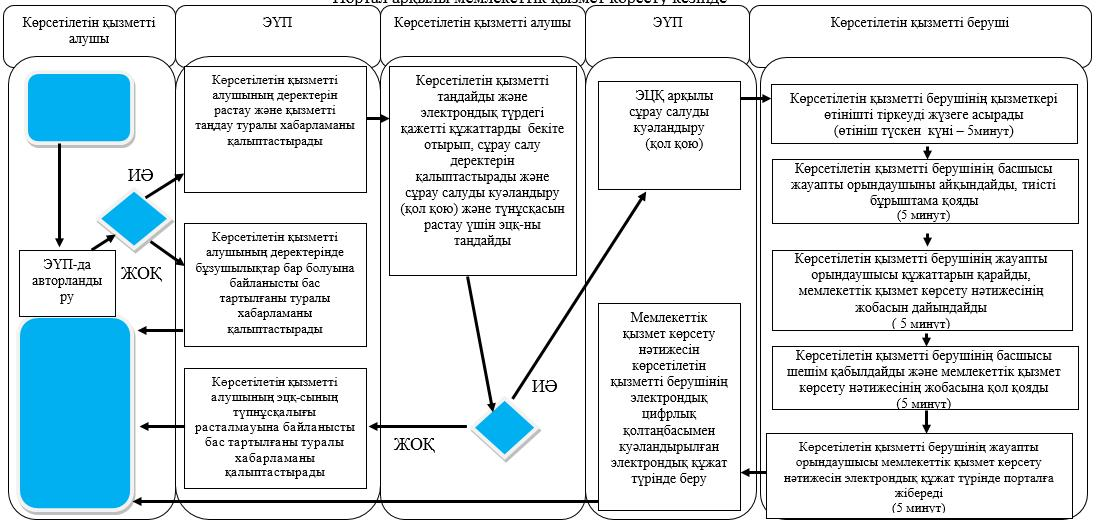 Портал арқылы мемлекеттік қызмет көрсету кезінде
Көрсетілетін қызметті
алушы
ЭҮП
Көрсетілетін қызметті алушы
ЭҮП
Көрсетілетін қызметті беруші
ЭҮП-да
авторланды
ру
ИӘ
ЖОҚ
Көрсетілетін қызметті
алушының деректерін
растау және қызметті
таңдау туралы хабарламаны
қалыптастырады
Көрсетілетін қызметті
алушының деректерінде
бұзушылықтар бар болуына
байланысты бас
тартылғаны туралы
хабарламаны
қалыптастырады
Көрсетілетін қызметті
алушының эцқ-сының
түпнұсқалығы
расталмауына байланысты
бас тартылғаны туралы
хабарламаны
қалыптастырады
Көрсетілетін қызметті
таңдайды және
электрондық түрдегі
қажетті құжаттарды бекіте
отырып, сұрау салу
деректерін
қалыптастырады және
сұрау салуды куәландыру
(қол қою) және түнұсқасын
растау үшін эцқ-ны
таңдайды
ЖОҚ
ИӘ
ЭЦҚ арқылы
сұрау салуды
куәландыру
(қол қою)
Мемлекеттік
қызмет көрсету
нәтижесін
көрсетілетін
қызметті берушінің
электрондық
цифрлық
қолтаңбасымен
куәландырылған
электрондық құжат
түрінде беру
Көрсетілетін қызметті берушінің қызметкері
өтінішті тіркеуді жүзеге асырады
(өтініш түскен күні – 5минут)
Көрсетілетін қызметті берушінің басшысы
жауапты орындаушыны айқындайды, тиісті
бұрыштама қояды
(5 минут)
Көрсетілетін қызметті берушінің жауапты
орындаушысы құжаттарын қарайды,
мемлекеттік қызмет көрсету нәтижесінің
жобасын дайындайды
( 5 минут)
Көрсетілетін қызметті берушінің басшысы
шешім қабылдайды және мемлекеттік қызмет
көрсету нәтижесінің жобасына қол қояды
(5 минут)
Көрсетілетін қызметті берушінің жауапты
орындаушысы мемлекеттік қызмет көрсету
нәтижесін электрондық құжат түрінде порталға
жібереді
(5 минут)